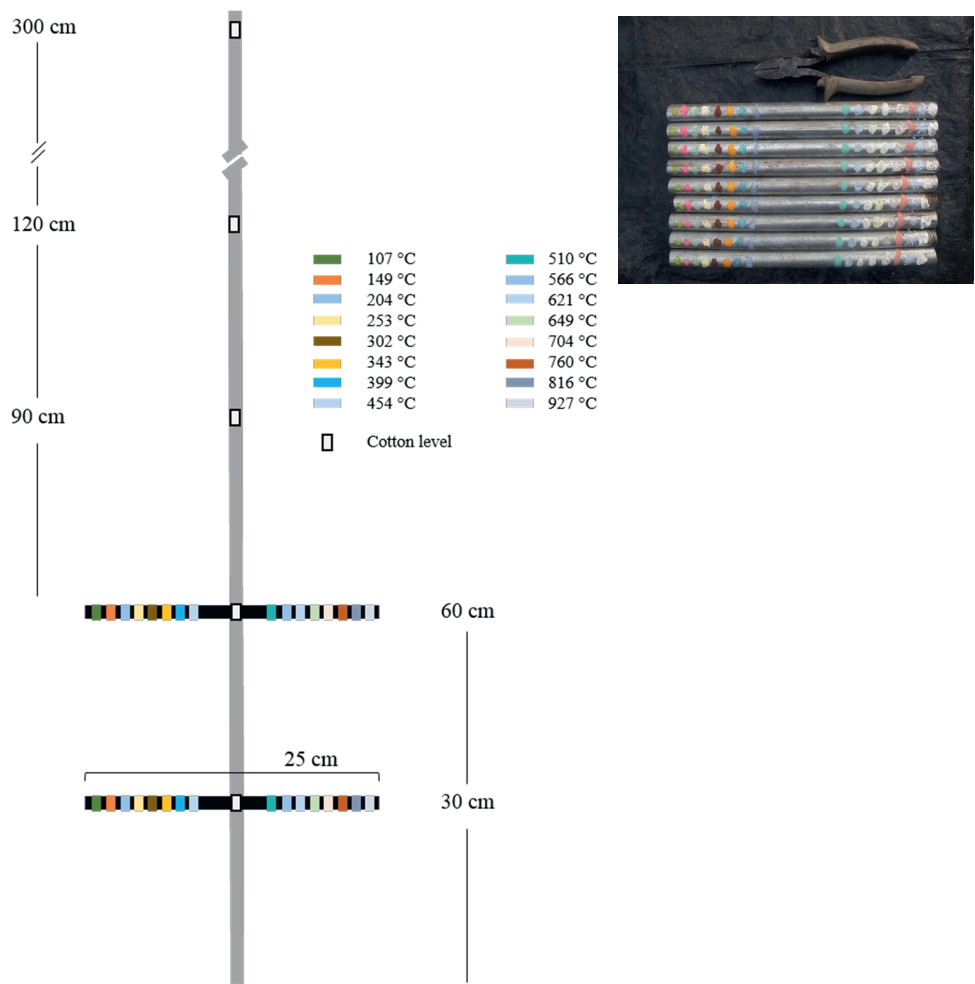 300 cm
120 cm
107 °C
510 °C
149 °C
566 °C
204 °C
621 °C
253 °C
649 °C
302 °C
704 °C
343 °C
760 °C
399 °C
816 °C
454 °C
927 °C
90 cm
Cotton level
60 cm
25 cm
30 cm